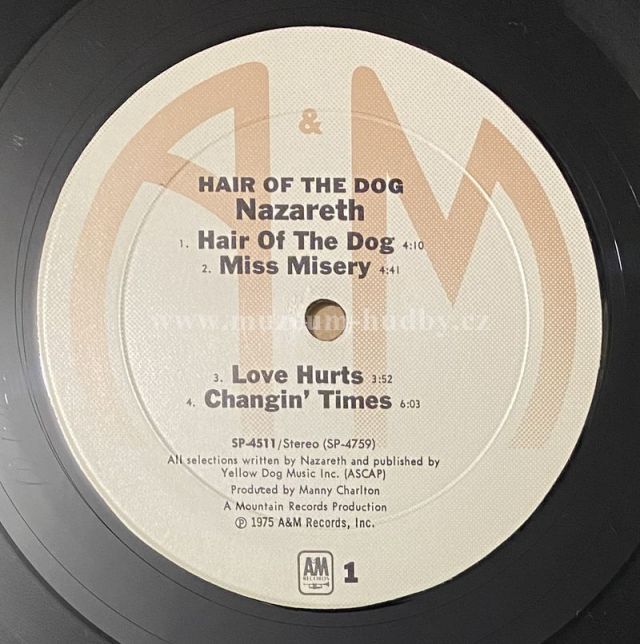 A&M
HAIR OF THE DOG
Nazareth
1. Hair Of The Dog 4:10
2. Miss Misery 4:41
www.muzeum-hudby.cz
3. Love Hurts 3:52
4. Changin' Times 6:03
SP-4511/Stereo (SP-4759)
All selections written by Nazareth and published by
Yellow Dog Music Inc. (ASCAP)
Produced by Manny Charlton
A Mountain Records Production
℗ 1975 A&M Records, Inc.
AM
RECORDS
1